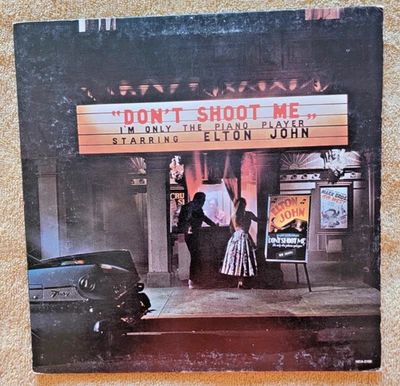 "DON'T SHOOT ME„
I'M ONLY THE PIANO PLAYER
STARRING ELTON JOHN
ELTON
JOHN
DON'T SHOOT ME